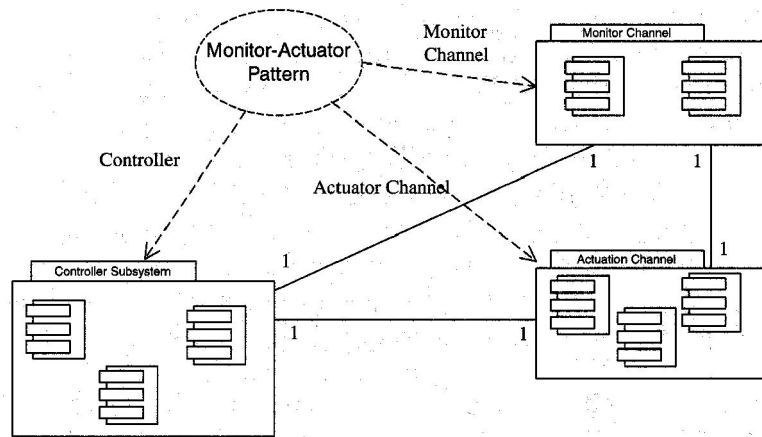 Monitor-Actuator
Pattern
Monitor
Channel
Monitor Channel
Controller
Actuator Channel
1
1
1
1
Controller Subsystem
Actuation Channel
1
1